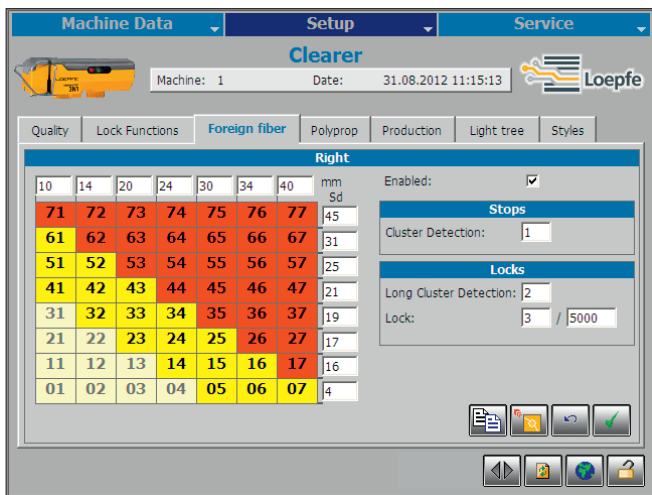 Machine Data Setup Service
Clearer
Machine: 1 Date: 31.08.2012 11:15:13
Loepfe
Quality Lock Functions Foreign fiber Polyprop Production Light tree Styles
Right
10 14 20 24 30 34 40 mm
Sd
71 72 73 74 75 76 77 45
61 62 63 64 65 66 67 31
51 52 53 54 55 56 57 25
41 42 43 44 45 46 47 21
31 32 33 34 35 36 37 19
21 22 23 24 25 26 27 17
11 12 13 14 15 16 17 16
01 02 03 04 05 06 07 4
Enabled:
Stops
Cluster Detection: 1
Locks
Long Cluster Detection: 2
Lock: 3 / 5000